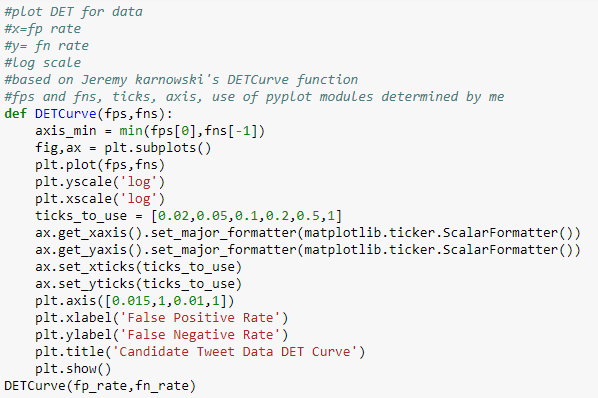 #plot DET for data
#x=fp rate
#y= fn rate
#log scale
#based on Jeremy karnowski's DETCurve function
#fps and fns, ticks, axis, use of pyplot modules determined by me
def DETCurve(fps,fns):
    axis_min = min(fps[0],fns[-1])
    fig,ax = plt.subplots()
    plt.plot(fps,fns)
    plt.yscale('log')
    plt.xscale('log')
    ticks_to_use = [0.02,0.05,0.1,0.2,0.5,1]
    ax.get_xaxis().set_major_formatter(matplotlib.ticker.ScalarFormatter())
    ax.get_yaxis().set_major_formatter(matplotlib.ticker.ScalarFormatter())
    ax.set_xticks(ticks_to_use)
    ax.set_yticks(ticks_to_use)
    plt.axis([0.015,1,0.01,1])
    plt.xlabel('False Positive Rate')
    plt.ylabel('False Negative Rate')
    plt.title('Candidate Tweet Data DET Curve')
    plt.show()
DETCurve(fp_rate,fn_rate)